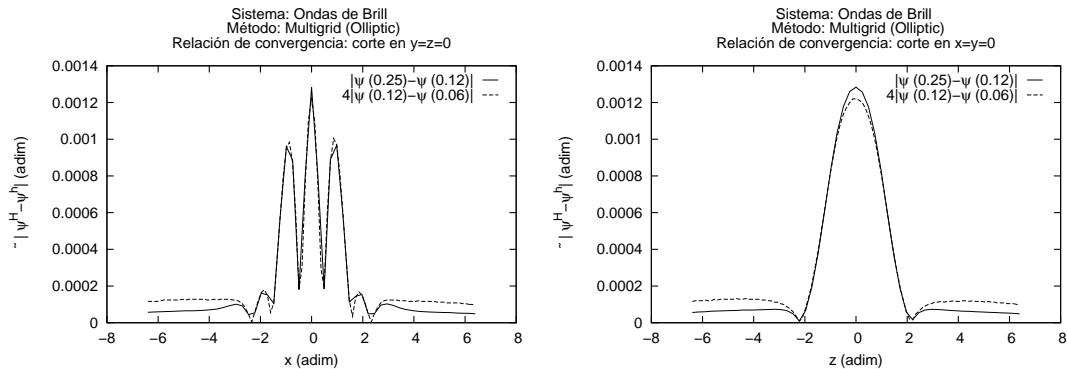 Sistema: Ondas de Brill
Método: Multigrid (Olliptic)
Relación de convergencia: corte en y=z=0
|ψ (0.25)−ψ (0.12)|
4|ψ (0.12)−ψ (0.06)|
0.0014
0.0012
0.001
0.0008
0.0006
0.0004
0.0002
0
˜ | ψH−ψh| (adim)
−8 −6 −4 −2 0 2 4 6 8
x (adim)
Sistema: Ondas de Brill
Método: Multigrid (Olliptic)
Relación de convergencia: corte en x=y=0
|ψ (0.25)−ψ (0.12)|
4|ψ (0.12)−ψ (0.06)|
0.0014
0.0012
0.001
0.0008
0.0006
0.0004
0.0002
0
˜ | ψH−ψh| (adim)
−8 −6 −4 −2 0 2 4 6 8
z (adim)